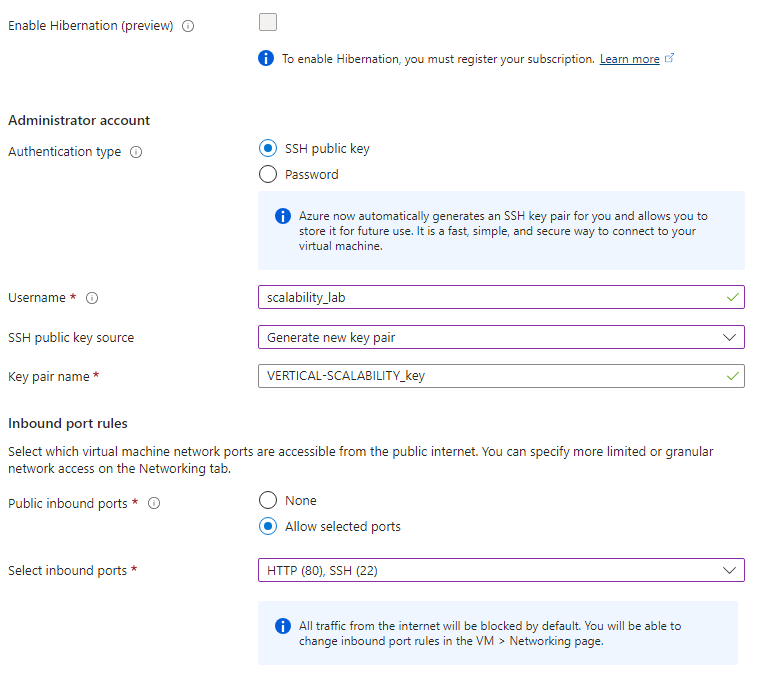 Enable Hibernation (preview)
To enable Hibernation, you must register your subscription. Learn more
Administrator account
Authentication type
SSH public key
Password
Azure now automatically generates an SSH key pair for you and allows you to
store it for future use. It is a fast, simple, and secure way to connect to your
virtual machine.
Username *
scalability_lab
SSH public key source
Generate new key pair
Key pair name *
VERTICAL-SCALABILITY_key
Inbound port rules
Select which virtual machine network ports are accessible from the public internet. You can specify more limited or granular
network access on the Networking tab.
Public inbound ports *
None
Allow selected ports
Select inbound ports *
HTTP (80), SSH (22)
All traffic from the internet will be blocked by default. You will be able to
change inbound port rules in the VM > Networking page.